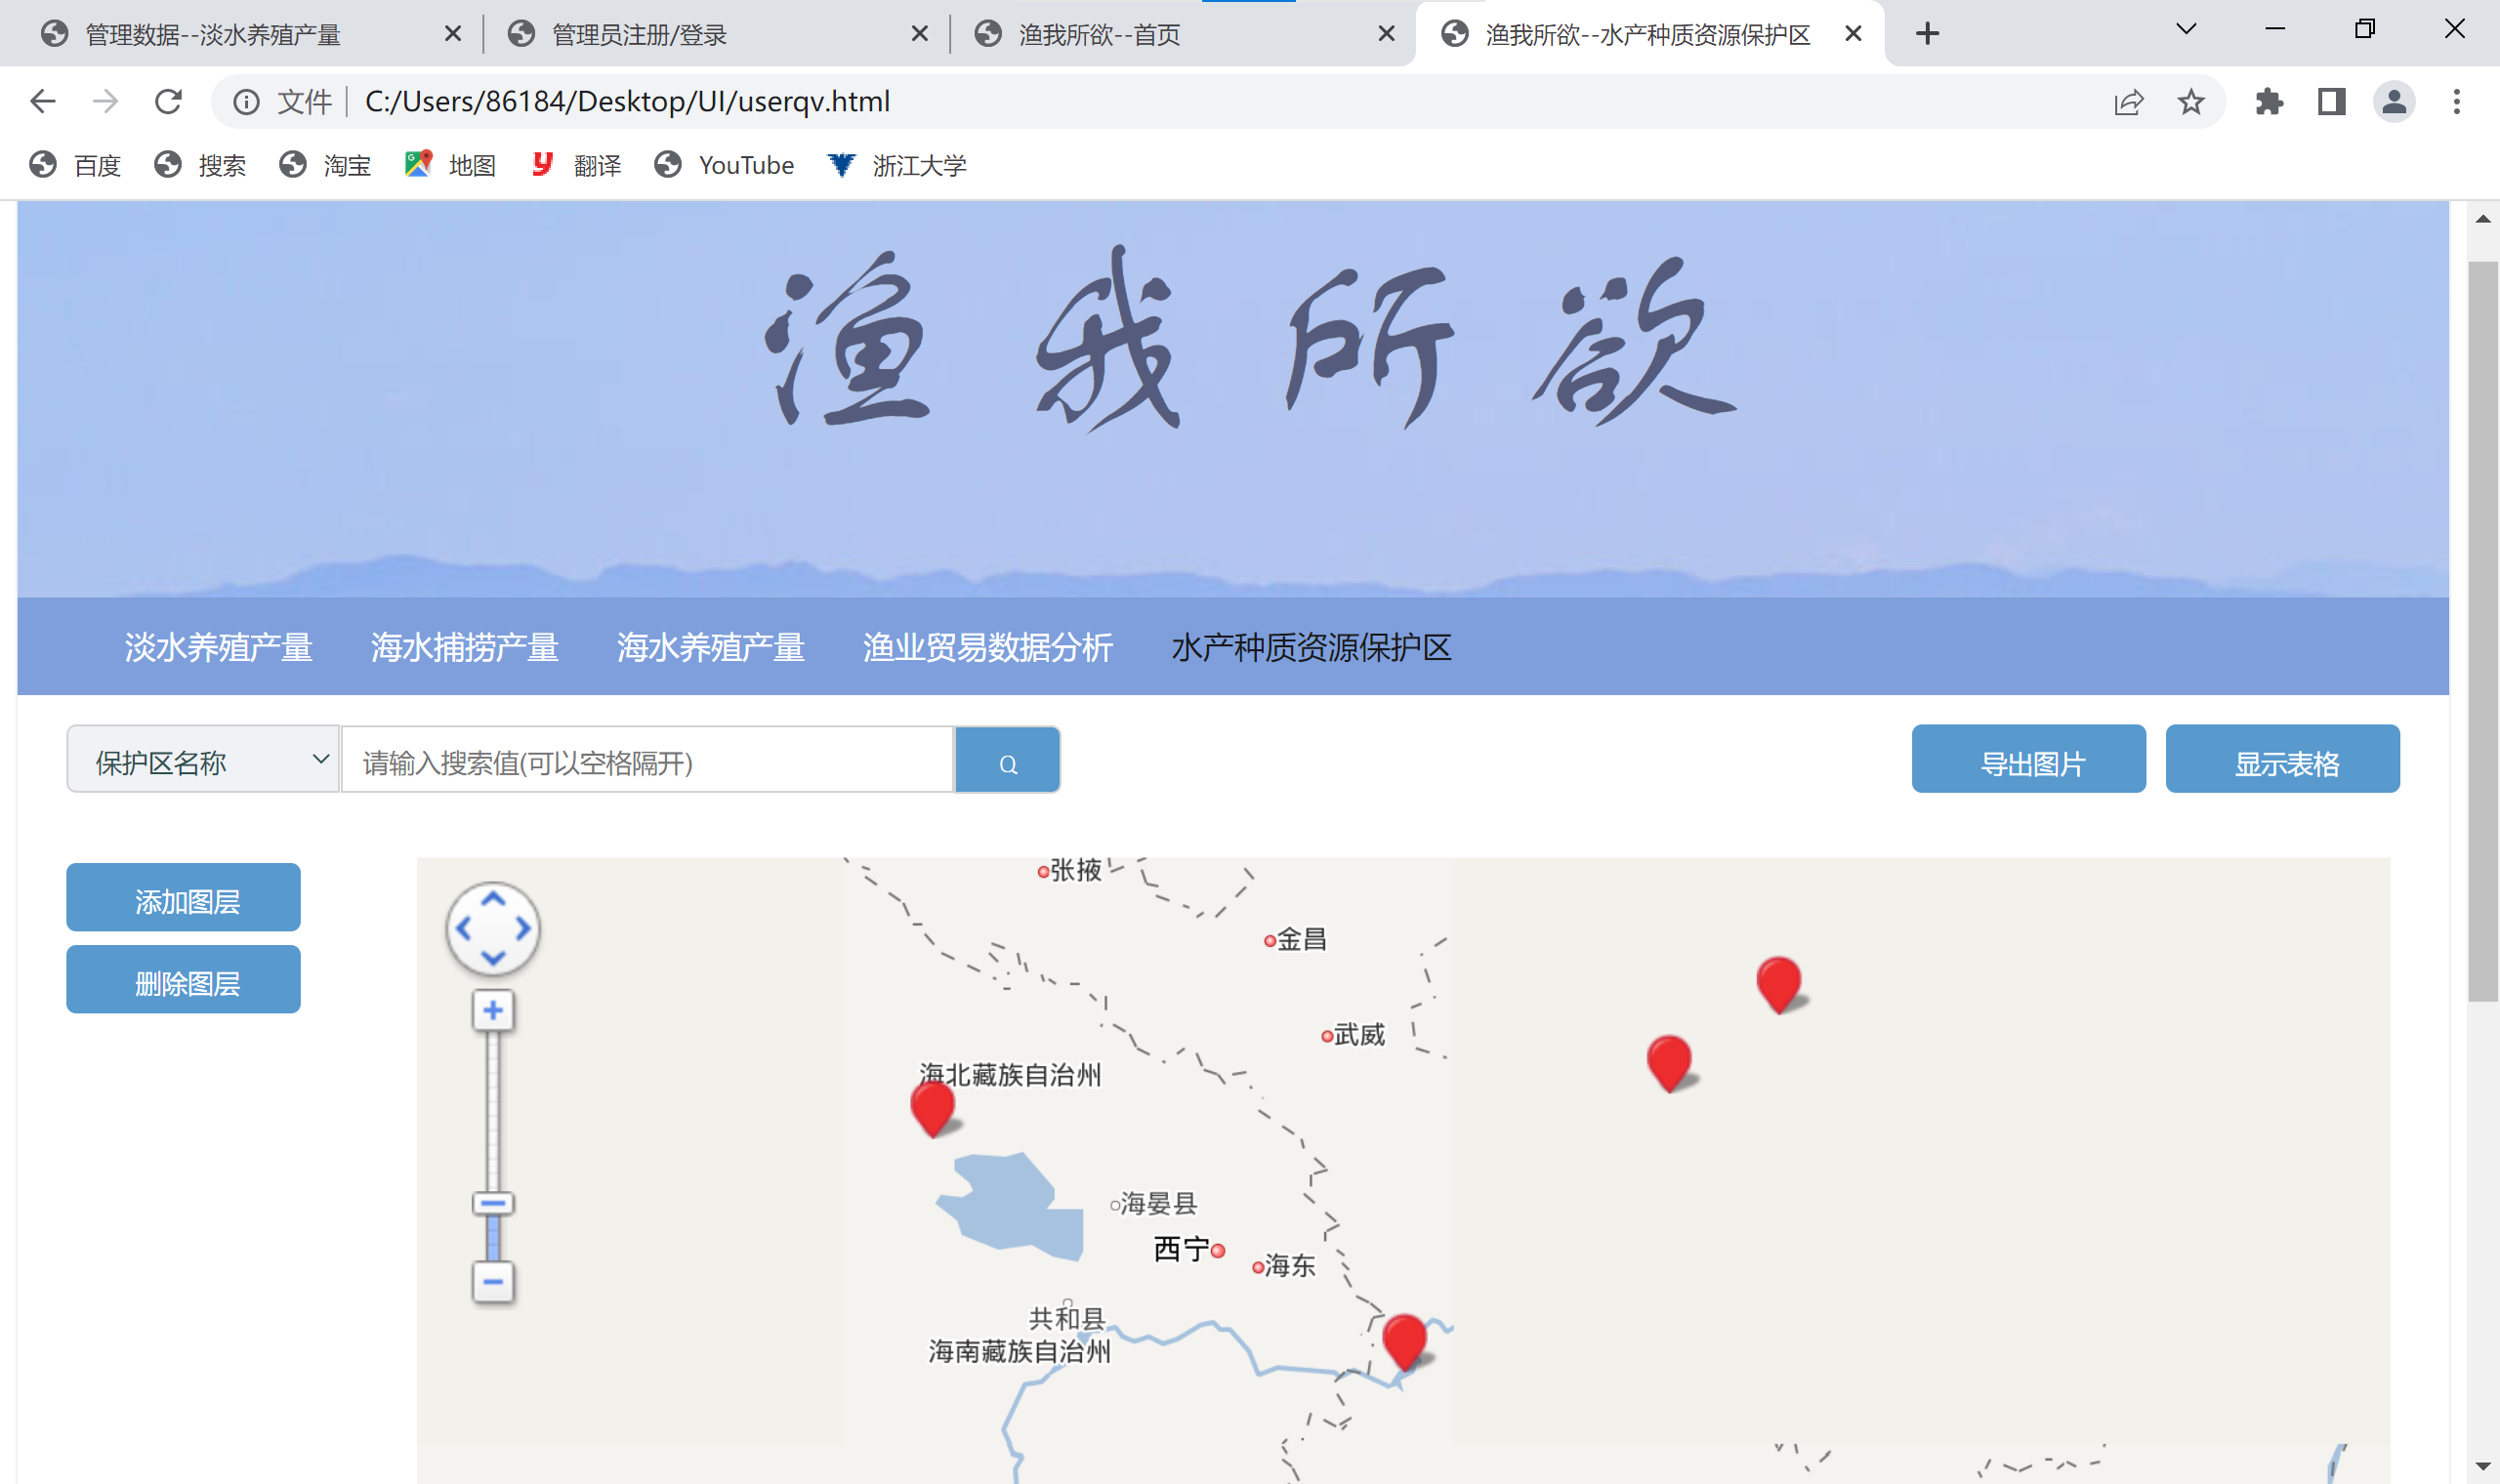 管理数据--淡水养殖产量
管理员注册/登录
渔我所欲--首页
渔我所欲--水产种质资源保护区
文件 C:/Users/86184/Desktop/UI/userqv.html
百度 搜索 淘宝 地图 翻译 YouTube 浙江大学
渔我所欲
淡水养殖产量 海水捕捞产量 海水养殖产量 渔业贸易数据分析 水产种质资源保护区
保护区名称 请输入搜索值(可以空格隔开) Q 导出图片 显示表格
添加图层
删除图层
张掖
金昌
武威
海北藏族自治州
海晏县
西宁
海东
共和县
海南藏族自治州